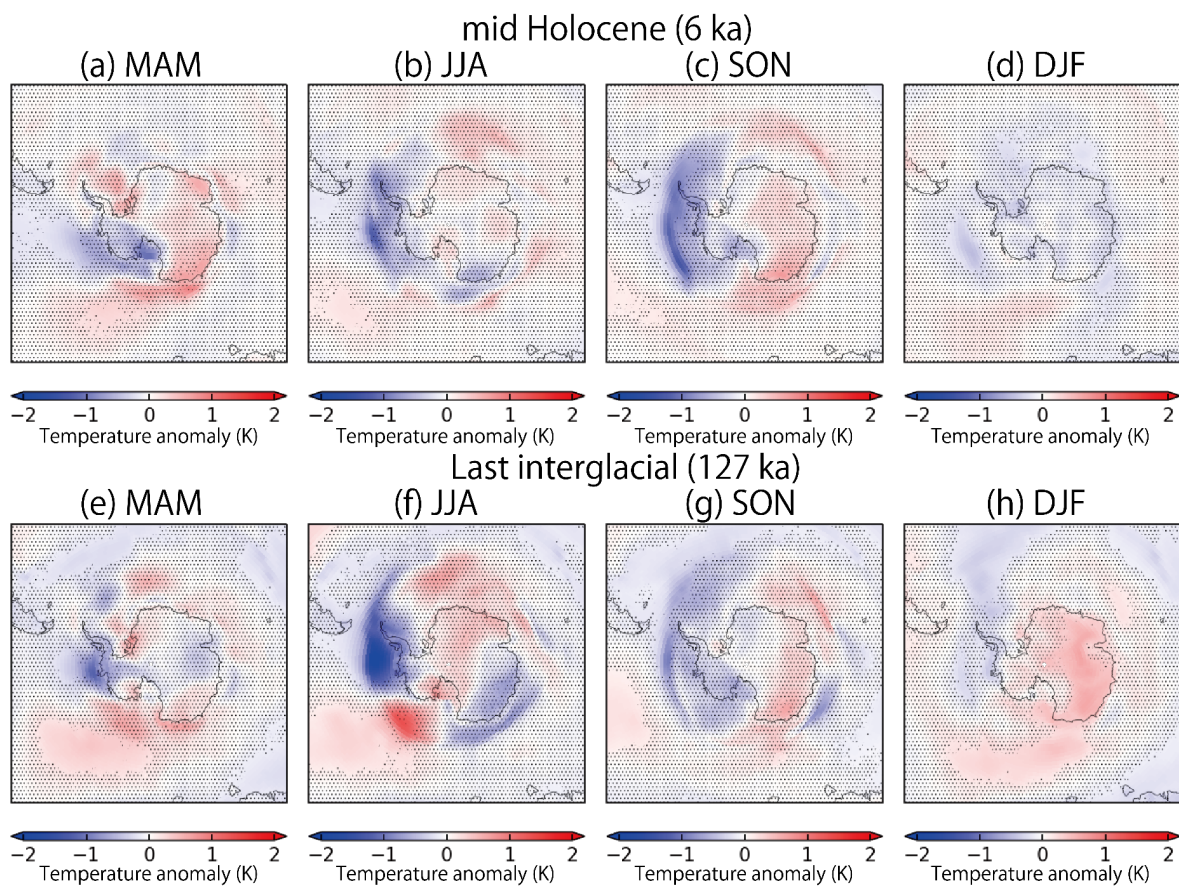 mid Holocene (6 ka)
(a) MAM (b) JJA (c) SON (d) DJF
−2 −1 0 1 2 −2 −1 0 1 2 −2 −1 0 1 2 −2 −1 0 1 2
Temperature anomaly (K) Temperature anomaly (K) Temperature anomaly (K) Temperature anomaly (K)
Last interglacial (127 ka)
(e) MAM (f) JJA (g) SON (h) DJF
−2 −1 0 1 2 −2 −1 0 1 2 −2 −1 0 1 2 −2 −1 0 1 2
Temperature anomaly (K) Temperature anomaly (K) Temperature anomaly (K) Temperature anomaly (K)